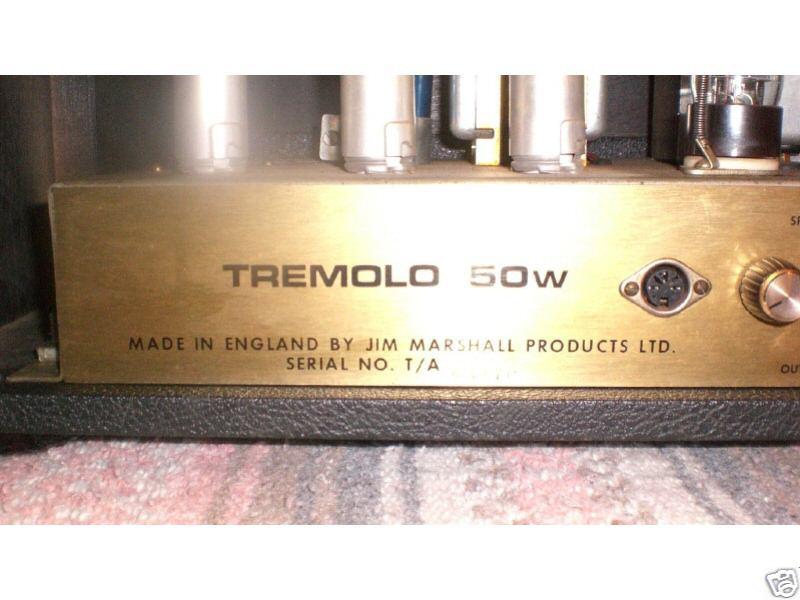 TREMOLO 50W
MADE IN ENGLAND BY JIM MARSHALL PRODUCTS LTD.
SERIAL NO. T/A